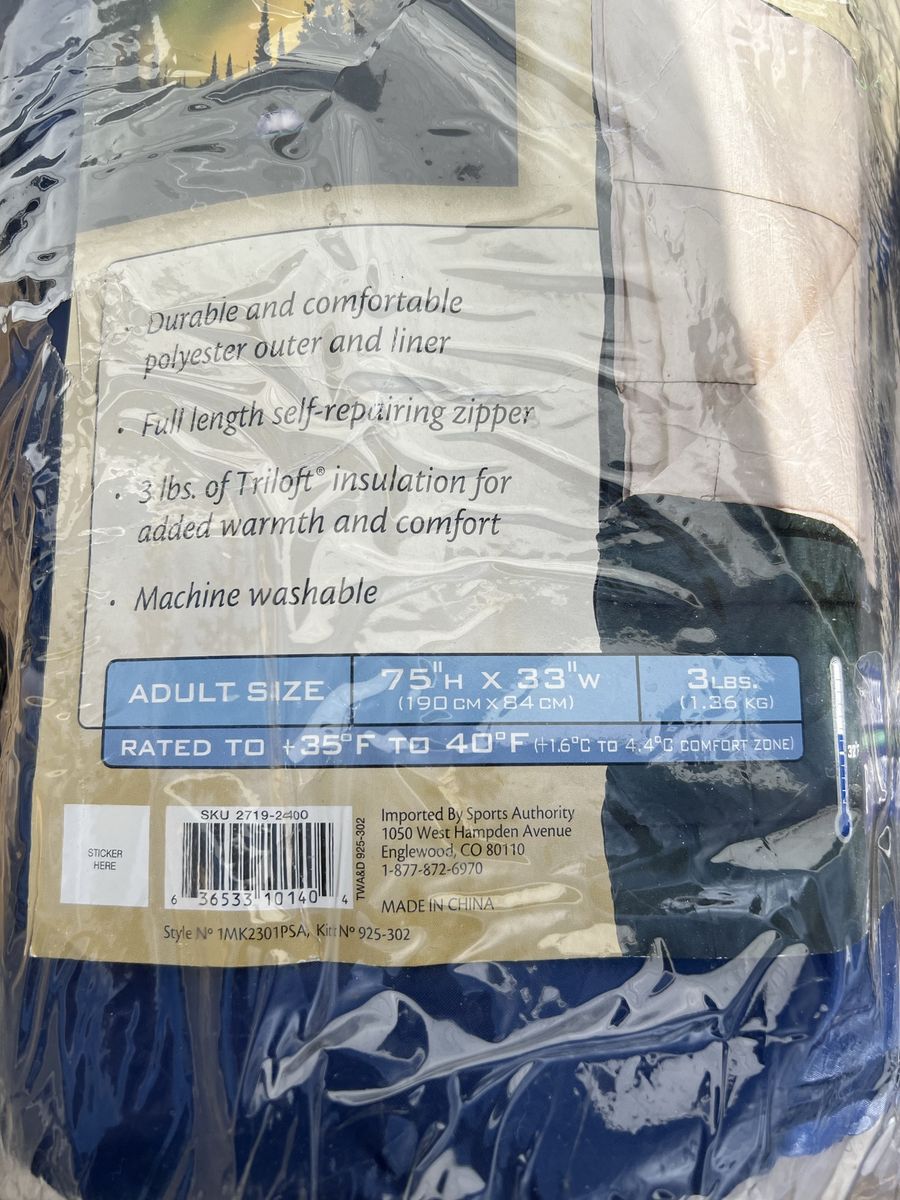 • Durable and comfortable
polyester outer and liner
• Full length self-repairing zipper
• 3 lbs. of Triloft® insulation for
added warmth and comfort
• Machine washable
ADULT SIZE
75"H X 33"W
(190 CM X 84 CM)
3LBS.
(1.36 KG)
RATED TO +35°F TO 40°F (+1.6°C TO 4.4°C COMFORT ZONE)
STICKER
HERE
SKU 2719-2400
6 36533 10140 4
TWA&D 925-302
Imported By Sports Authority
1050 West Hampden Avenue
Englewood, CO 80110
1-877-872-6970
MADE IN CHINA
Style Nº 1MK2301PSA, Kit Nº 925-302